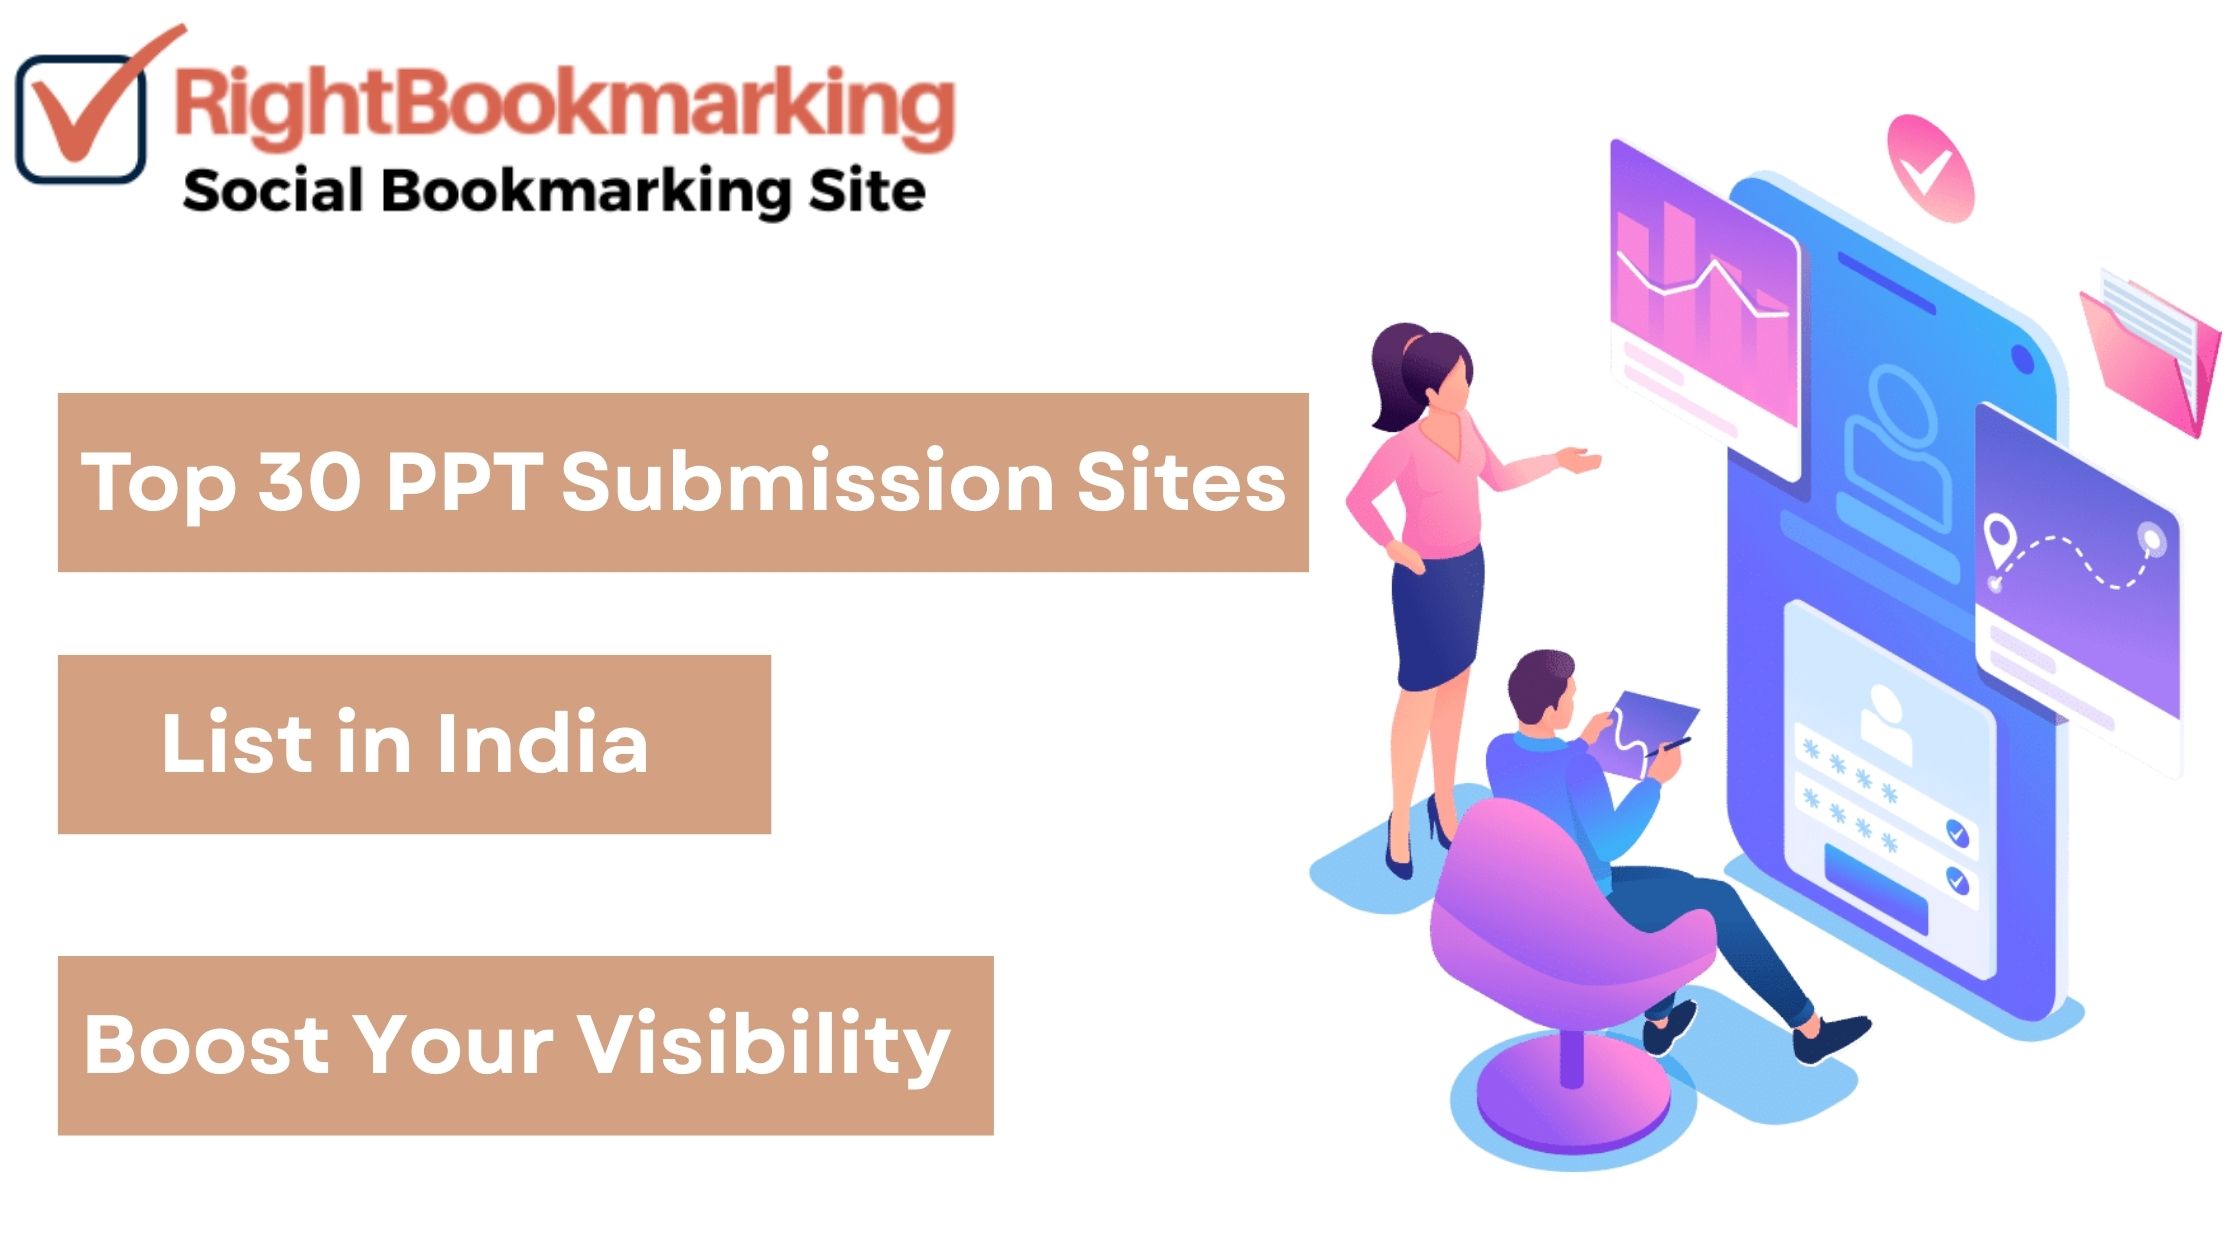 RightBookmarking
Social Bookmarking Site
Top 30 PPT Submission Sites
List in India
Boost Your Visibility